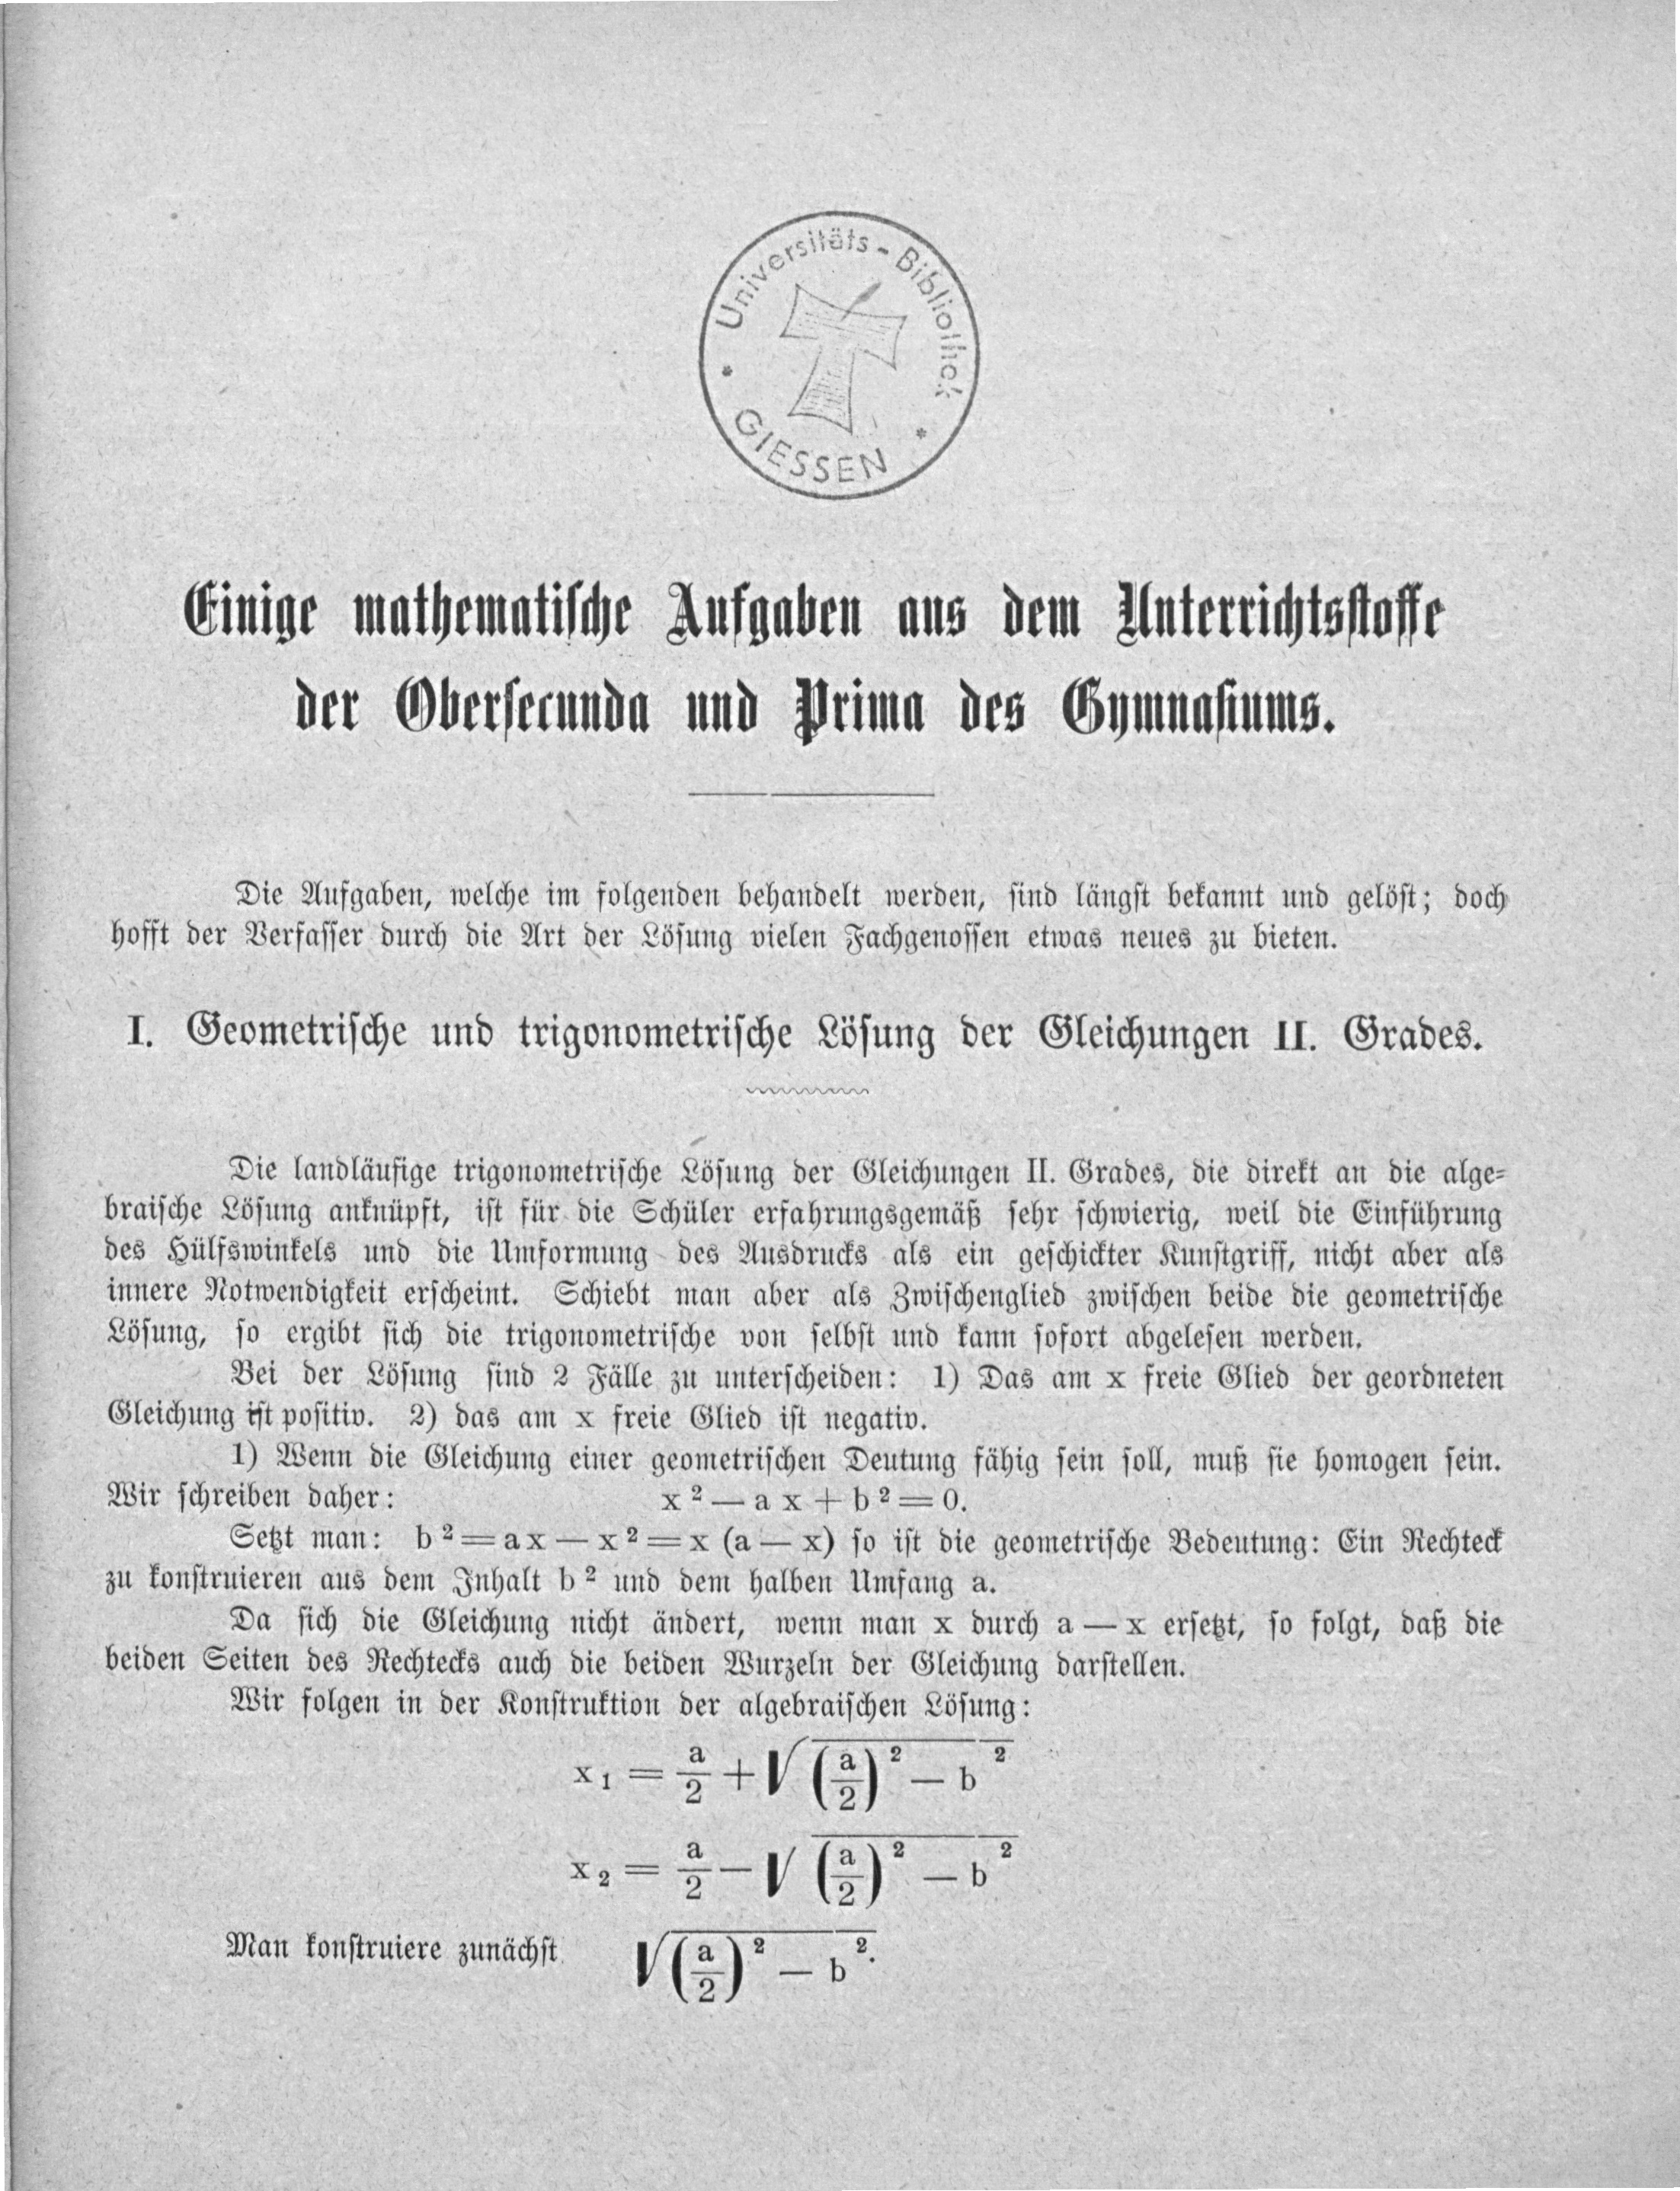 Universitäts-Bibliothek
GIESSEN
Einige mathematische Aufgaben aus dem Unterrichtsstoffe
der Obersecunda und Prima des Gymnasiums.
Die Aufgaben, welche im folgenden behandelt werden, sind längst bekannt und gelöst; doch
hofft der Verfasser durch die Art der Lösung vielen Fachgenossen etwas neues zu bieten.
I. Geometrische und trigonometrische Lösung der Gleichungen II. Grades.
Die landläufige trigonometrische Lösung der Gleichungen II. Grades, die direkt an die alge-
braische Lösung anknüpft, ist für die Schüler erfahrungsgemäß sehr schwierig, weil die Einführung
des Hülfswinkels und die Umformung des Ausdrucks als ein geschickter Kunstgriff, nicht aber als
innere Notwendigkeit erscheint. Schiebt man aber als Zwischenglied zwischen beide die geometrische
Lösung, so ergibt sich die trigonometrische von selbst und kann sofort abgelesen werden.
Bei der Lösung sind 2 Fälle zu unterscheiden: 1) Das am x freie Glied der geordneten
Gleichung ist positiv. 2) das am x freie Glied ist negativ.
1) Wenn die Gleichung einer geometrischen Deutung fähig sein soll, muß sie homogen sein.
Wir schreiben daher: x² — a x + b² = 0.
Setzt man: b² = ax — x² = x (a — x) so ist die geometrische Bedeutung: Ein Rechteck
zu konstruieren aus dem Inhalt b² und dem halben Umfang a.
Da sich die Gleichung nicht ändert, wenn man x durch a — x ersetzt, so folgt, daß die
beiden Seiten des Rechtecks auch die beiden Wurzeln der Gleichung darstellen.
Wir folgen in der Konstruktion der algebraischen Lösung:
x₁ = a/2 + √((a/2)² — b²)
x₂ = a/2 — √((a/2)² — b²)
Man konstruiere zunächst √((a/2)² — b²).